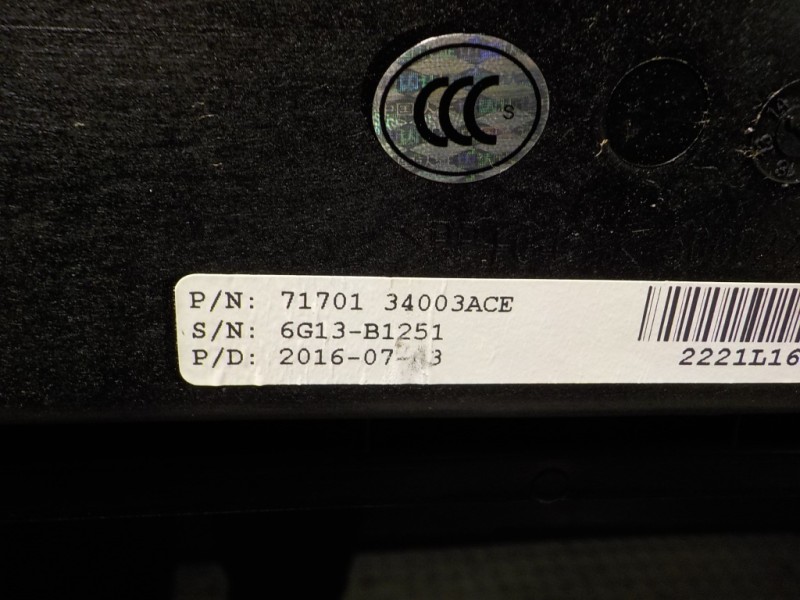 CCC S
P/N: 71701 34003ACE
S/N: 6G13-B1251
P/D:
2221L16